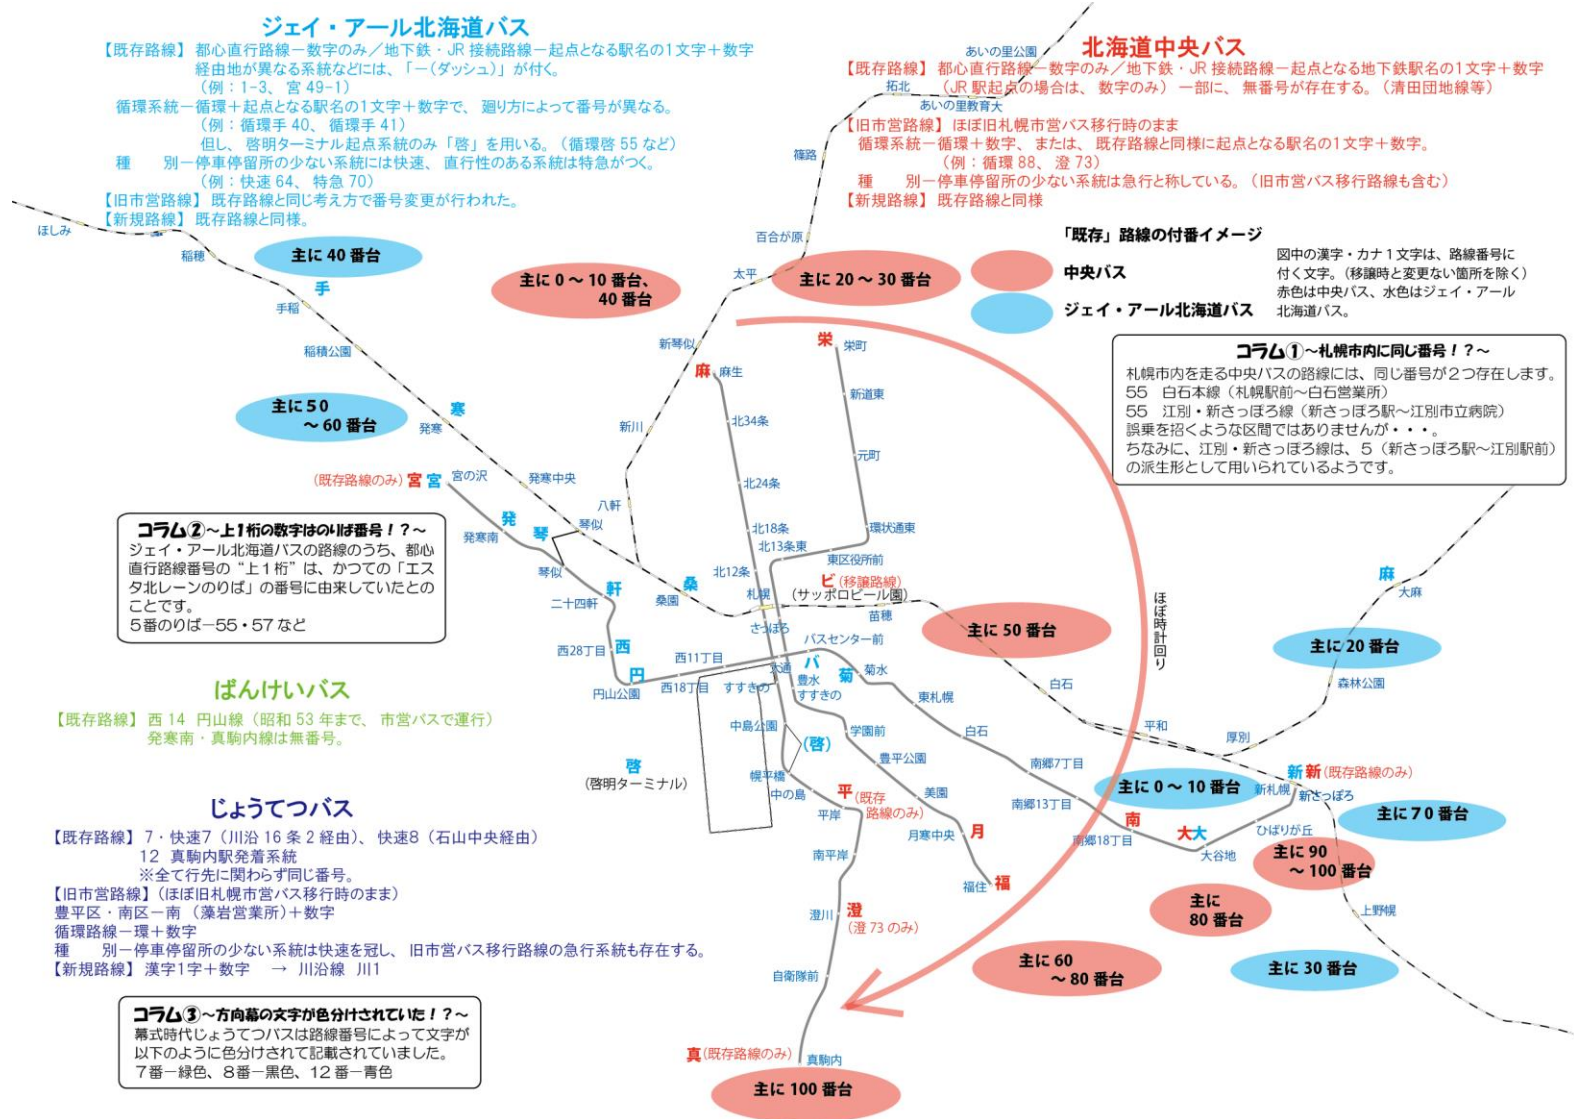 ジェイ・アール北海道バス
【既存路線】都心直行路線－数字のみ／地下鉄・JR 接続路線－起点となる駅名の1文字＋数字
経由地が異なる系統などには、「－(ダッシュ)」が付く。
(例：1-3、宮 49-1)
循環系統－循環＋起点となる駅名の1文字＋数字で、廻り方によって番号が異なる。
(例：循環手 40、循環手 41)
但し、啓明ターミナル起点系統のみ「啓」を用いる。(循環啓 55 など)
種　　別－停車停留所の少ない系統には快速、直行性のある系統は特急がつく。
(例：快速 64、特急 70)
【旧市営路線】既存路線と同じ考え方で番号変更が行われた。
【新規路線】既存路線と同様。
北海道中央バス
【既存路線】都心直行路線－数字のみ／地下鉄・JR 接続路線－起点となる地下鉄駅名の1文字＋数字
(JR 駅起点の場合は、数字のみ) 一部に、無番号が存在する。(清田団地線等)
【旧市営路線】ほぼ旧札幌市営バス移行時のまま
循環系統－循環＋数字、または、既存路線と同様に起点となる駅名の1文字＋数字。
(例：循環 88、澄 73)
種　　別－停車停留所の少ない系統は急行と称している。(旧市営バス移行路線も含む)
【新規路線】既存路線と同様
あいの里公園
拓北
あいの里教育大
篠路
百合が原
太平
新琴似
新川
八軒
「既存」路線の付番イメージ
中央バス
ジェイ・アール北海道バス
図中の漢字・カナ1文字は、路線番号に
付く文字。(移譲時と変更ない箇所を除く)
赤色は中央バス、水色はジェイ・アール
北海道バス。
コラム①～札幌市内に同じ番号！？～
札幌市内を走る中央バスの路線には、同じ番号が2つ存在します。
55　白石本線（札幌駅前～白石営業所）
55　江別・新さっぽろ線（新さっぽろ駅～江別市立病院）
誤乗を招くような区間ではありませんが・・・。
ちなみに、江別・新さっぽろ線は、5（新さっぽろ駅～江別駅前）
の派生形として用いられているようです。
ほしみ
稲穂
主に 40 番台
手
手稲
稲積公園
主に 0 ～ 10 番台、
40 番台
主に 20 ～ 30 番台
主に 5 0
～ 60 番台
寒
発寒
発寒中央
琴似
(既存路線のみ) 宮 宮
宮の沢
発
発寒南
琴
琴似
軒
二十四軒
西
西28丁目
円
円山公園
西18丁目
西11丁目
大通
桑
桑園
札幌
さっぽろ
麻
麻生
北34条
北24条
北18条
北12条
栄
栄町
新道東
元町
環状通東
東区役所前
北13条東
ビ (移譲路線)
(サッポロビール園)
苗穂
コラム②～上1桁の数字はのりば番号！？～
ジェイ・アール北海道バスの路線のうち、都心
直行路線番号の“上1桁”は、かつての「エス
タ北レーンのりば」の番号に由来していたとの
ことです。
5番のりば－55・57 など
ばんけいバス
【既存路線】西 14 円山線（昭和 53 年まで、市営バスで運行）
発寒南・真駒内線は無番号。
じょうてつバス
【既存路線】7・快速7（川沿 16 条 2 経由）、快速8（石山中央経由）
12 真駒内駅発着系統
※全て行先に関わらず同じ番号。
【旧市営路線】(ほぼ旧札幌市営バス移行時のまま)
豊平区・南区－南 （藻岩営業所）＋数字
循環路線－環＋数字
種　　別－停車停留所の少ない系統は快速を冠し、旧市営バス移行路線の急行系統も存在する。
【新規路線】漢字1字＋数字　→ 川沿線 川1
コラム③～方向幕の文字が色分けされていた！？～
幕式時代じょうてつバスは路線番号によって文字が
以下のように色分けされて記載されていました。
7番－緑色、8番－黒色、12番－青色
啓
(啓明ターミナル)
すすきの
中島公園
(啓)
幌平橋
中の島
平 (既存
路線のみ)
平岸
南平岸
澄
(澄 73 のみ)
澄川
自衛隊前
真 (既存路線のみ)
真駒内
主に 100 番台
バ
バスセンター前
豊水
すすきの
学園前
豊平公園
美園
月
月寒中央
福
福住
菊
菊水
東札幌
白石
南郷7丁目
南郷13丁目
南
南郷18丁目
大 大
大谷地
ひばりが丘
新さっぽろ
新 新 (既存路線のみ)
新札幌
主に 50 番台
白石
平和
厚別
森林公園
麻
大麻
主に 20 番台
ほぼ時計回り
主に 0 ～ 10 番台
主に 7 0 番台
主に 90
～ 100 番台
主に
80 番台
上野幌
主に 30 番台
主に 60
～ 80 番台